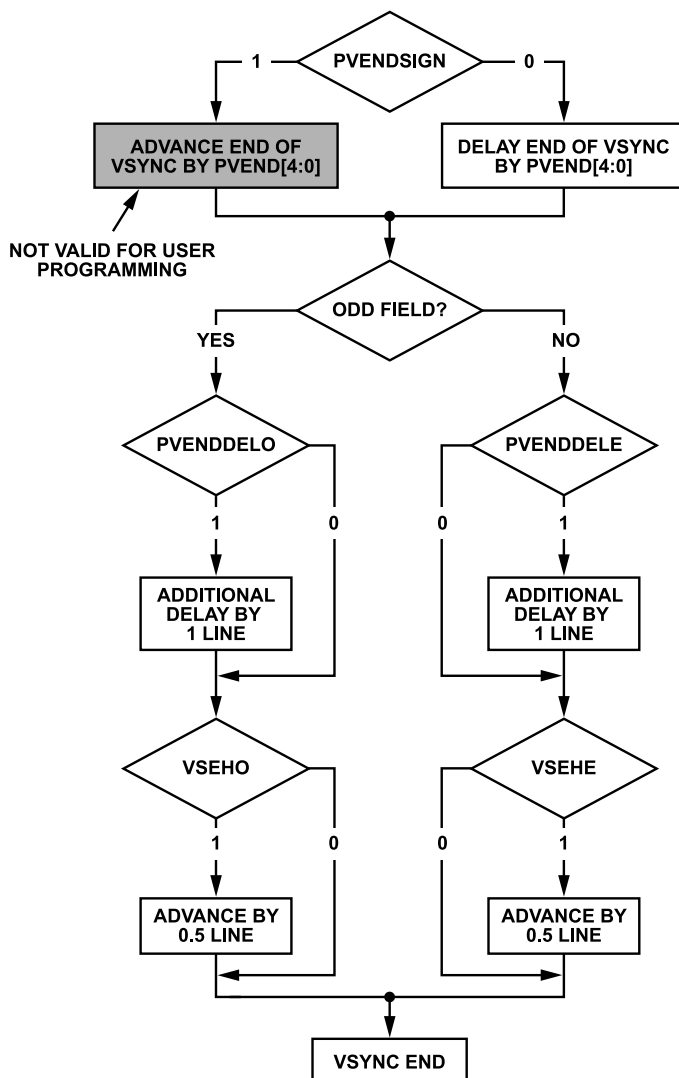 PVENDSIGN
1
0
ADVANCE END OF
VSYNC BY PVEND[4:0]
DELAY END OF VSYNC
BY PVEND[4:0]
NOT VALID FOR USER
PROGRAMMING
ODD FIELD?
YES
NO
PVENDDELO
PVENDDELE
1
0
0
1
ADDITIONAL
DELAY BY
1 LINE
ADDITIONAL
DELAY BY
1 LINE
VSEHO
VSEHE
1
0
0
1
ADVANCE BY
0.5 LINE
ADVANCE BY
0.5 LINE
VSYNC END